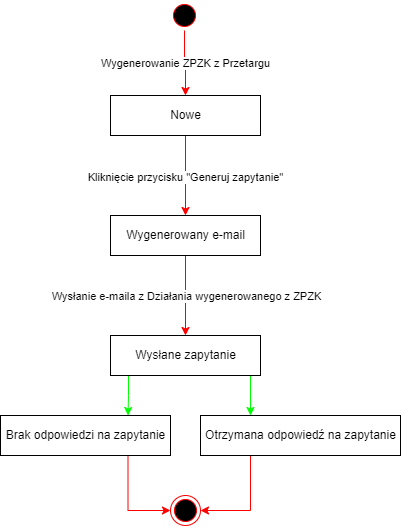 Wygenerowanie ZPZK z Przetargu
Nowe
Kliknięcie przycisku "Generuj zapytanie"
Wygenerowany e-mail
Wysłanie e-maila z Działania wygenerowanego z ZPZK
Wysłane zapytanie
Brak odpowiedzi na zapytanie
Otrzymana odpowiedź na zapytanie